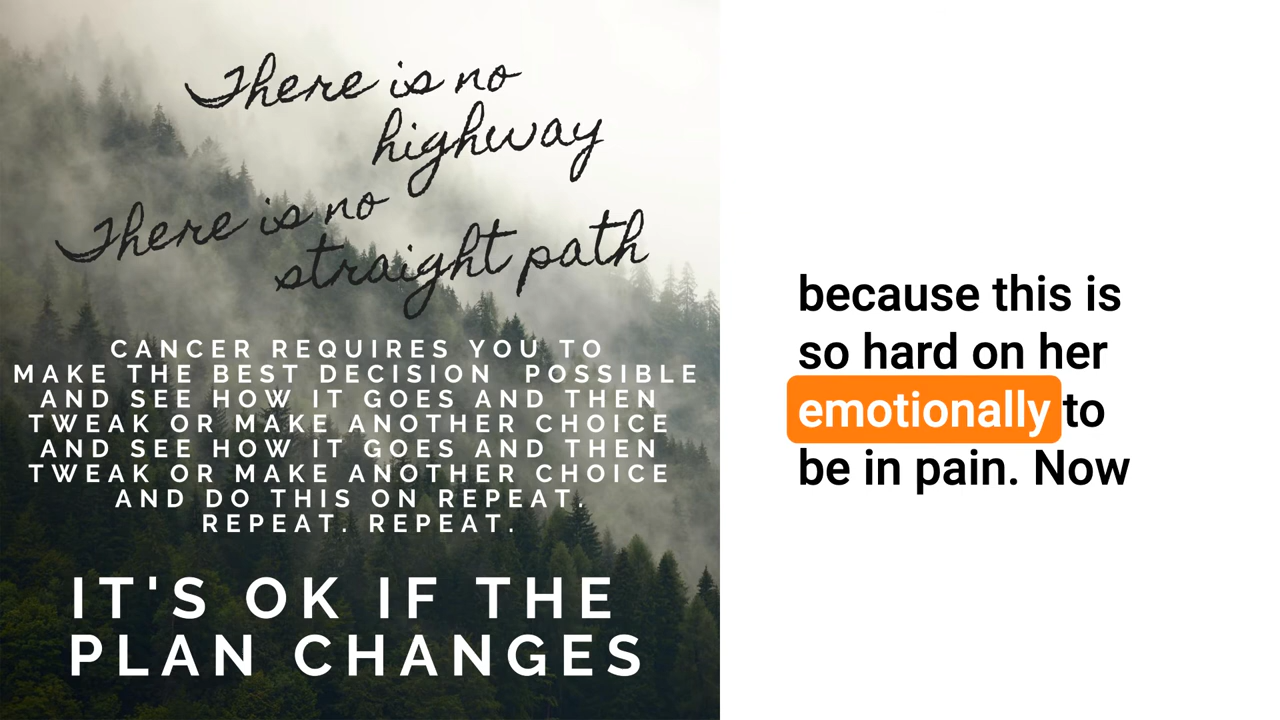 There is no
highway
There is no
straight path
CANCER REQUIRES YOU TO
MAKE THE BEST DECISION POSSIBLE
AND SEE HOW IT GOES AND THEN
TWEAK OR MAKE ANOTHER CHOICE
AND SEE HOW IT GOES AND THEN
TWEAK OR MAKE ANOTHER CHOICE
AND DO THIS ON REPEAT.
REPEAT. REPEAT.
IT'S OK IF THE
PLAN CHANGES
because this is
so hard on her
emotionally to
be in pain. Now